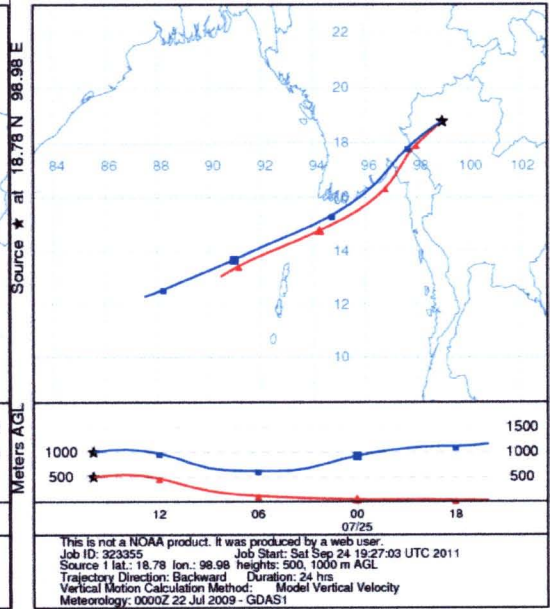 Source ★ at 18.78 N 98.98 E
22
20
18
84 86 88 90 92 94 96 98 100 102
16
14
12
10
Meters AGL
1500
1000 1000
500 500
12 06 00 18
07/25
This is not a NOAA product. It was produced by a web user.
Job ID: 323355 Job Start: Sat Sep 24 19:27:03 UTC 2011
Source 1 lat.: 18.78 lon.: 98.98 heights: 500, 1000 m AGL
Trajectory Direction: Backward Duration: 24 hrs
Vertical Motion Calculation Method: Model Vertical Velocity
Meteorology: 0000Z 22 Jul 2009 - GDAS1